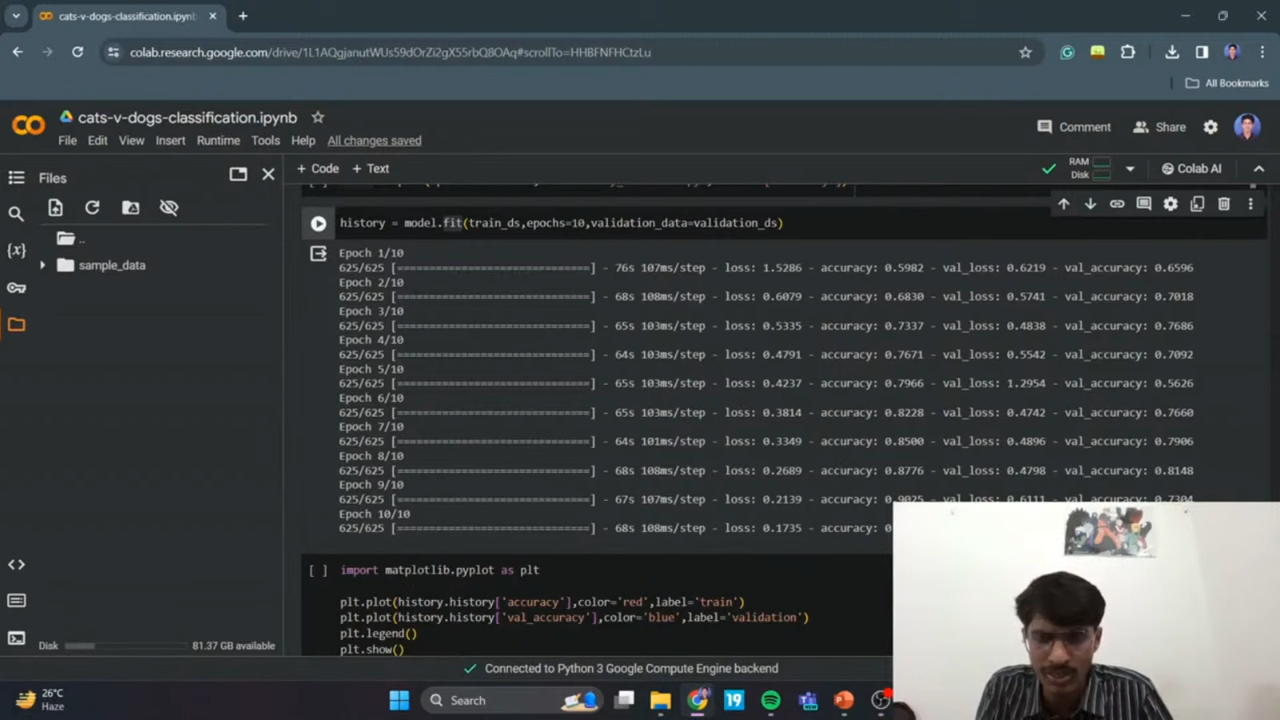 cats-v-dogs-classification.ipynb
colab.research.google.com/drive/1L1AQgjanutWUs59dOrZi2gX55rbQ8OAq#scrollTo=HHBFNFHCtzLu
All Bookmarks
cats-v-dogs-classification.ipynb
File Edit View Insert Runtime Tools Help All changes saved
Comment Share
Files
+ Code + Text
RAM
Disk
Colab AI
..
sample_data
history = model.fit(train_ds,epochs=10,validation_data=validation_ds)
Epoch 1/10
625/625 [==============================] - 76s 107ms/step - loss: 1.5286 - accuracy: 0.5982 - val_loss: 0.6219 - val_accuracy: 0.6596
Epoch 2/10
625/625 [==============================] - 68s 108ms/step - loss: 0.6079 - accuracy: 0.6830 - val_loss: 0.5741 - val_accuracy: 0.7018
Epoch 3/10
625/625 [==============================] - 65s 103ms/step - loss: 0.5335 - accuracy: 0.7337 - val_loss: 0.4838 - val_accuracy: 0.7686
Epoch 4/10
625/625 [==============================] - 64s 103ms/step - loss: 0.4791 - accuracy: 0.7671 - val_loss: 0.5542 - val_accuracy: 0.7092
Epoch 5/10
625/625 [==============================] - 65s 103ms/step - loss: 0.4237 - accuracy: 0.7966 - val_loss: 1.2954 - val_accuracy: 0.5626
Epoch 6/10
625/625 [==============================] - 65s 103ms/step - loss: 0.3814 - accuracy: 0.8228 - val_loss: 0.4742 - val_accuracy: 0.7660
Epoch 7/10
625/625 [==============================] - 64s 101ms/step - loss: 0.3349 - accuracy: 0.8500 - val_loss: 0.4896 - val_accuracy: 0.7906
Epoch 8/10
625/625 [==============================] - 68s 108ms/step - loss: 0.2689 - accuracy: 0.8776 - val_loss: 0.4798 - val_accuracy: 0.8148
Epoch 9/10
625/625 [==============================] - 67s 107ms/step - loss: 0.2139 - accuracy: 0.9025 - val_loss: 0.6111 - val_accuracy: 0.7304
Epoch 10/10
625/625 [==============================] - 68s 108ms/step - loss: 0.1735 - accuracy:
[ ] import matplotlib.pyplot as plt
plt.plot(history.history['accuracy'],color='red',label='train')
plt.plot(history.history['val_accuracy'],color='blue',label='validation')
plt.legend()
plt.show()
Disk 81.37 GB available
Connected to Python 3 Google Compute Engine backend
26°C
Haze
Search
19